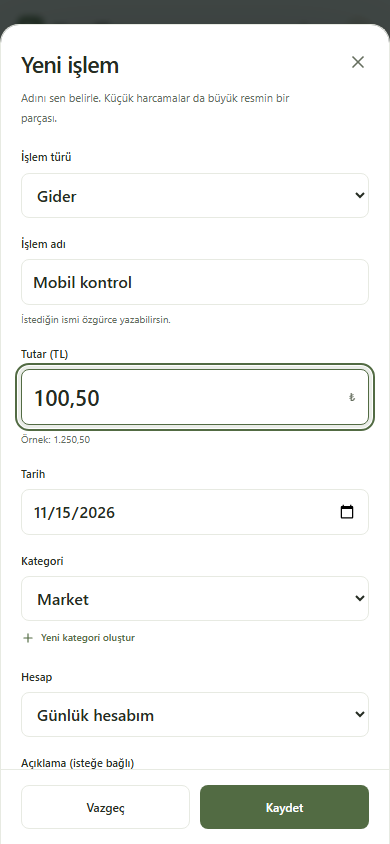 Yeni işlem
Adını sen belirle. Küçük harcamalar da büyük resmin bir
parçası.
İşlem türü
Gider
İşlem adı
Mobil kontrol
İstediğin ismi özgürce yazabilirsin.
Tutar (TL)
100,50 ₺
Örnek: 1.250,50
Tarih
11/15/2026
Kategori
Market
+ Yeni kategori oluştur
Hesap
Günlük hesabım
Açıklama (isteğe bağlı)
Vazgeç Kaydet